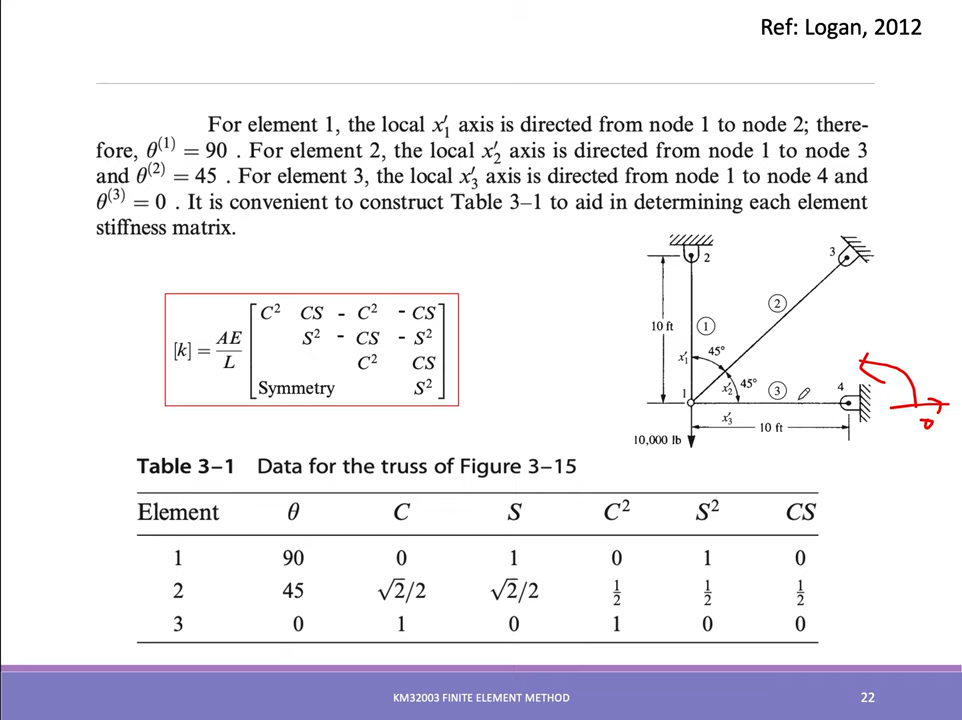 Ref: Logan, 2012
For element 1, the local x′₁ axis is directed from node 1 to node 2; there-
fore, θ⁽¹⁾ = 90 . For element 2, the local x′₂ axis is directed from node 1 to node 3
and θ⁽²⁾ = 45 . For element 3, the local x′₃ axis is directed from node 1 to node 4 and
θ⁽³⁾ = 0 . It is convenient to construct Table 3–1 to aid in determining each element
stiffness matrix.
[k] = AE/L [ C² CS - C² - CS
S² - CS - S²
C² CS
Symmetry S² ]
2
3
2
10 ft
1
x′₁
45°
1
x′₂
45°
3
4
x′₃
10 ft
10,000 lb
0
Table 3–1 Data for the truss of Figure 3–15
Element θ C S C² S² CS
1 90 0 1 0 1 0
2 45 √2/2 √2/2 1/2 1/2 1/2
3 0 1 0 1 0 0
KM32003 FINITE ELEMENT METHOD
22